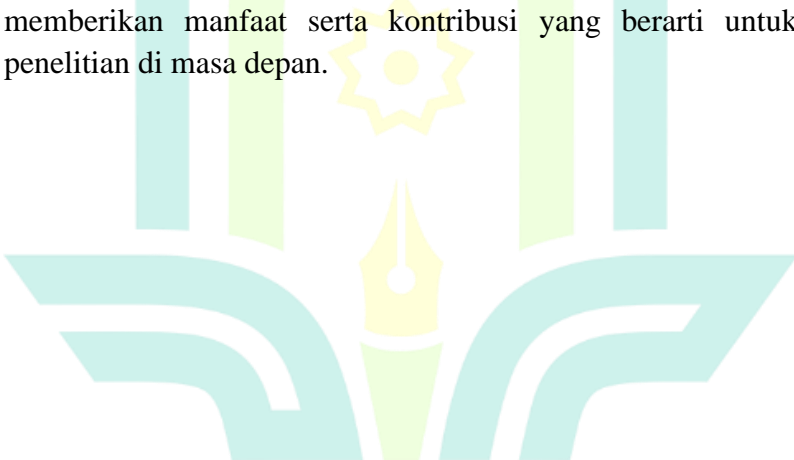 memberikan manfaat serta kontribusi yang berarti untuk
penelitian di masa depan.